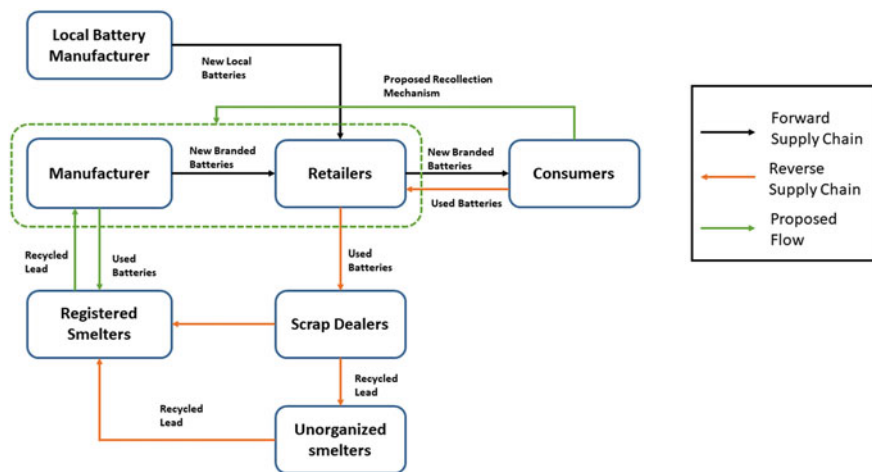 Local Battery
Manufacturer
New Local
Batteries
Proposed Recollection
Mechanism
Manufacturer
New Branded
Batteries
Retailers
New Branded
Batteries
Consumers
Used Batteries
Recycled
Lead
Used
Batteries
Used
Batteries
Registered
Smelters
Scrap Dealers
Recycled
Lead
Recycled
Lead
Unorganized
smelters
Forward
Supply Chain
Reverse
Supply Chain
Proposed
Flow